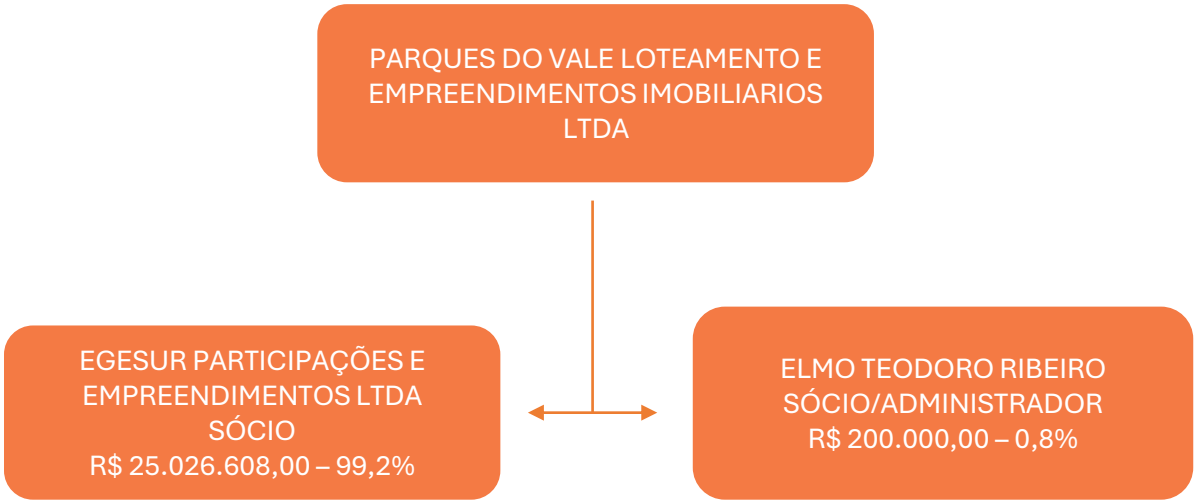 PARQUES DO VALE LOTEAMENTO E
EMPREENDIMENTOS IMOBILIARIOS
LTDA
EGESUR PARTICIPAÇÕES E
EMPREENDIMENTOS LTDA
SÓCIO
R$ 25.026.608,00 – 99,2%
ELMO TEODORO RIBEIRO
SÓCIO/ADMINISTRADOR
R$ 200.000,00 – 0,8%